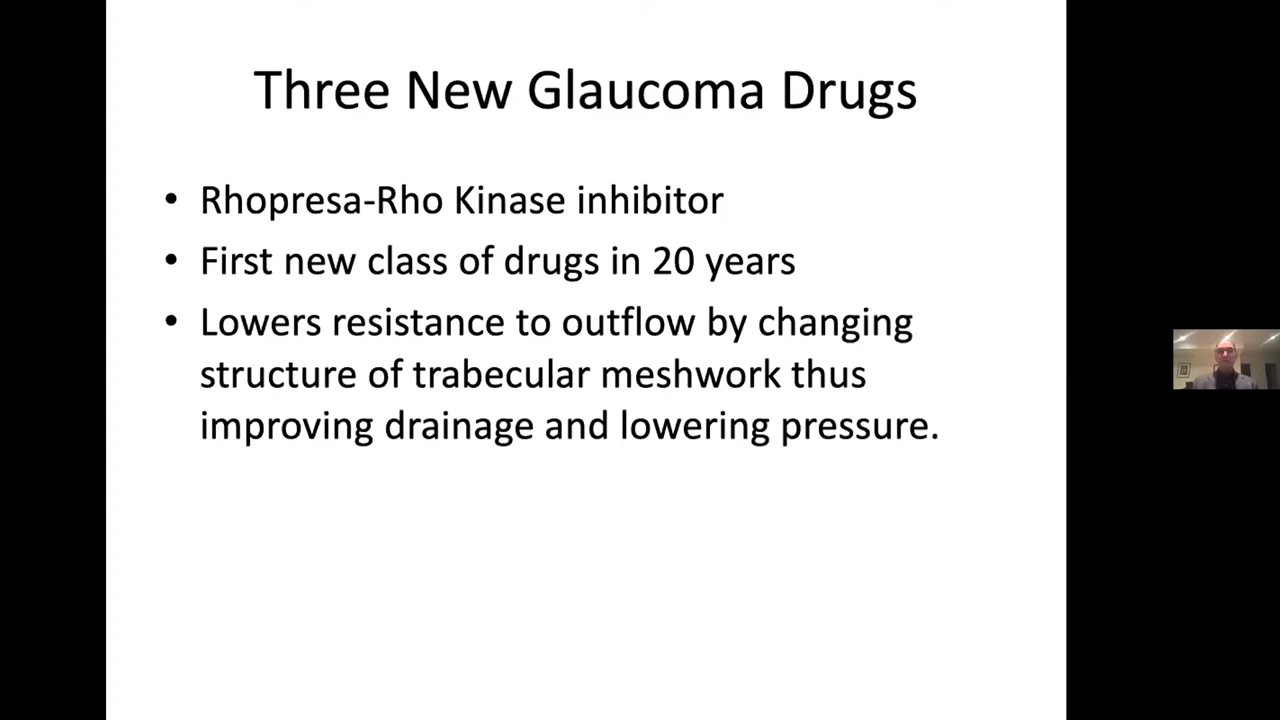 Three New Glaucoma Drugs
• Rhopresa-Rho Kinase inhibitor
• First new class of drugs in 20 years
• Lowers resistance to outflow by changing
structure of trabecular meshwork thus
improving drainage and lowering pressure.